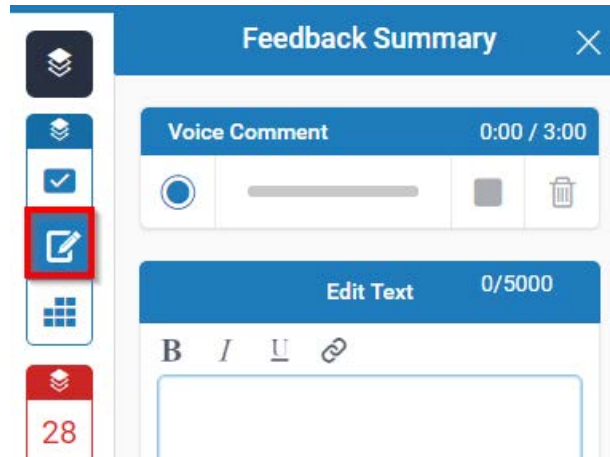 Feedback Summary
Voice Comment 0:00 / 3:00
Edit Text 0/5000
B I U
28